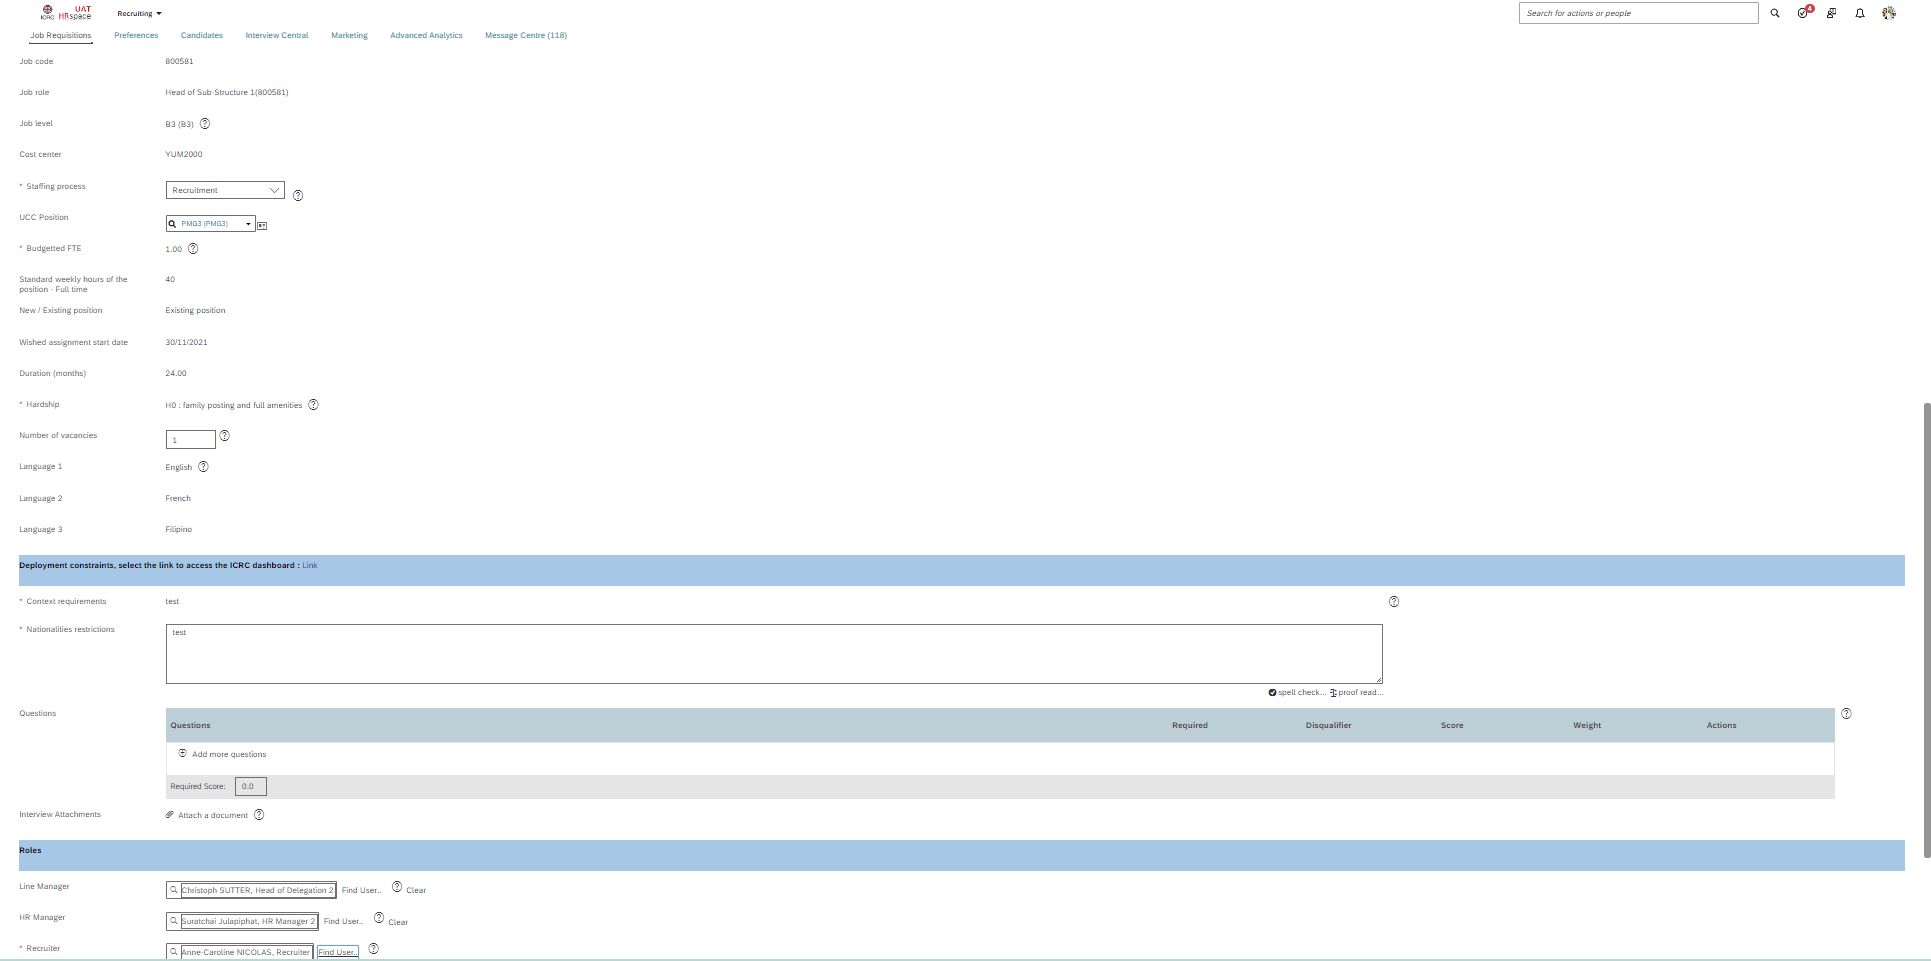 ICRC
UAT
HRspace
Recruiting
Search for actions or people
4
Job Requisitions Preferences Candidates Interview Central Marketing Advanced Analytics Message Centre (118)
Job code 800581
Job role Head of Sub-Structure 1(800581)
Job level B3 (B3)
Cost center YUM2000
* Staffing process Recruitment
UCC Position PMG3 (PMG3)
* Budgetted FTE 1.00
Standard weekly hours of the 40
position - Full time
New / Existing position Existing position
Wished assignment start date 30/11/2021
Duration (months) 24.00
* Hardship H0 : family posting and full amenities
Number of vacancies 1
Language 1 English
Language 2 French
Language 3 Filipino
Deployment constraints, select the link to access the ICRC dashboard : Link
* Context requirements test
* Nationalities restrictions test
spell check... proof read...
Questions
Questions Required Disqualifier Score Weight Actions
Add more questions
Required Score: 0.0
Interview Attachments Attach a document
Roles
Line Manager Christoph SUTTER, Head of Delegation 2 Find User.. Clear
HR Manager Suratchai Julapiphat, HR Manager 2 Find User.. Clear
* Recruiter Anne-Caroline NICOLAS, Recruiter Find User..